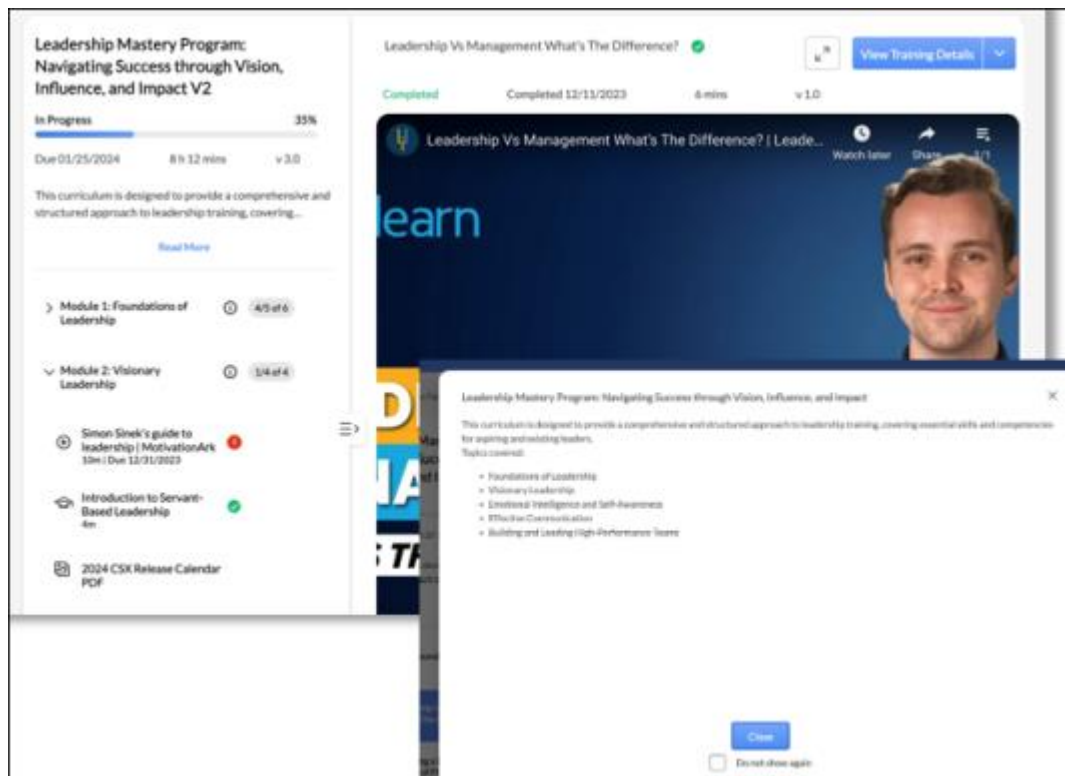 Leadership Mastery Program:
Navigating Success through Vision,
Influence, and Impact V2
In Progress 35%
Due 01/25/2024 8 h 12 mins v 3.0
This curriculum is designed to provide a comprehensive and
structured approach to leadership training, covering...
Read More
Module 1: Foundations of
Leadership
4/5 of 6
Module 2: Visionary
Leadership
1/4 of 4
Simon Sinek's guide to
leadership | MotivationArk
10m | Due 12/31/2023
Introduction to Servant-
Based Leadership
4m
2024 CSX Release Calendar
PDF
Leadership Vs Management What's The Difference?
View Training Details
Completed Completed 12/11/2023 6 mins v 1.0
Leadership Vs Management What's The Difference? | Leade...
Watch later Share 1/1
learn
Leadership Mastery Program: Navigating Success through Vision, Influence, and Impact
This curriculum is designed to provide a comprehensive and structured approach to leadership training, covering essential skills and competencies
for aspiring and existing leaders.
Topics covered:
Foundations of Leadership
Visionary Leadership
Emotional Intelligence and Self-Awareness
Effective Communication
Building and Leading High-Performance Teams
Close
Do not show again